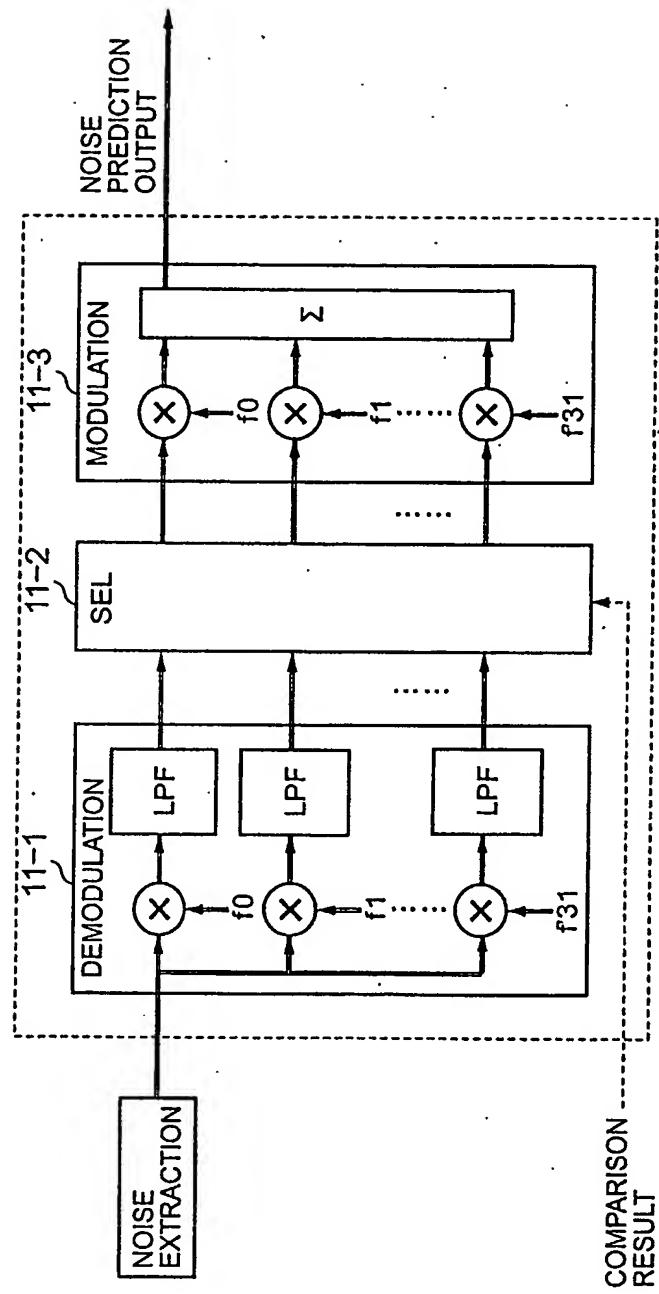 NOISE
EXTRACTION
COMPARISON
RESULT
11-1
DEMODULATION
f0
f1
......
f31
LPF
LPF
LPF
......
11-2
SEL
......
11-3
MODULATION
f0
f1
......
f31
Σ
NOISE
PREDICTION
OUTPUT